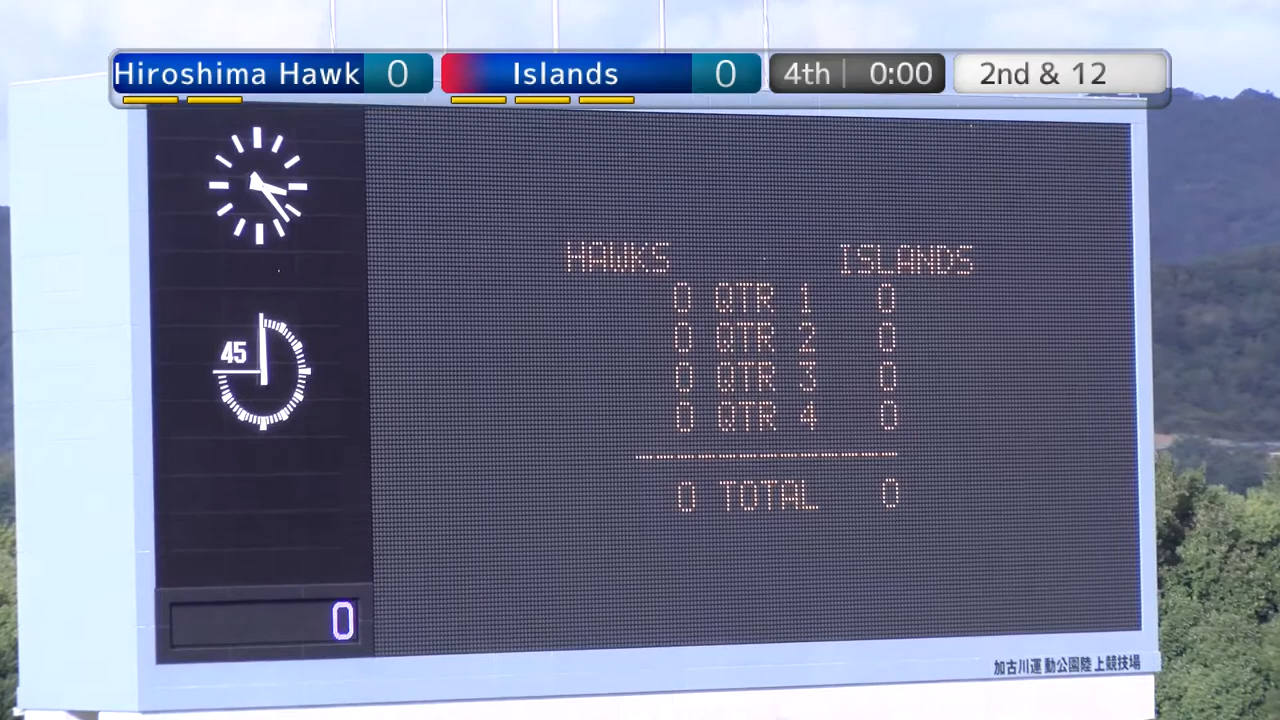 Hiroshima Hawk 0 Islands 0 4th 0:00 2nd & 12
HAWKS ISLANDS
0 QTR 1 0
0 QTR 2 0
0 QTR 3 0
0 QTR 4 0
0 TOTAL 0
45
0
加古川運動公園陸上競技場